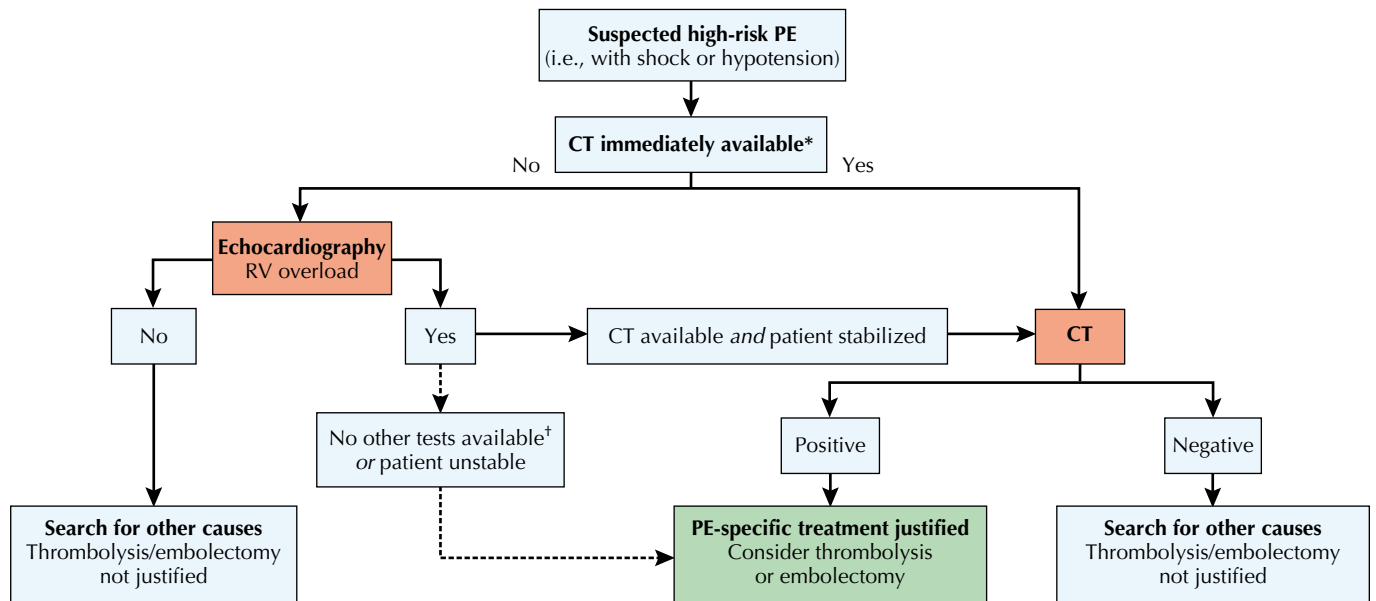 Suspected high-risk PE
(i.e., with shock or hypotension)
CT immediately available*
No
Yes
Echocardiography
RV overload
No
Yes
CT available and patient stabilized
CT
No other tests available†
or patient unstable
Positive
Negative
Search for other causes
Thrombolysis/embolectomy
not justified
PE-specific treatment justified
Consider thrombolysis
or embolectomy
Search for other causes
Thrombolysis/embolectomy
not justified